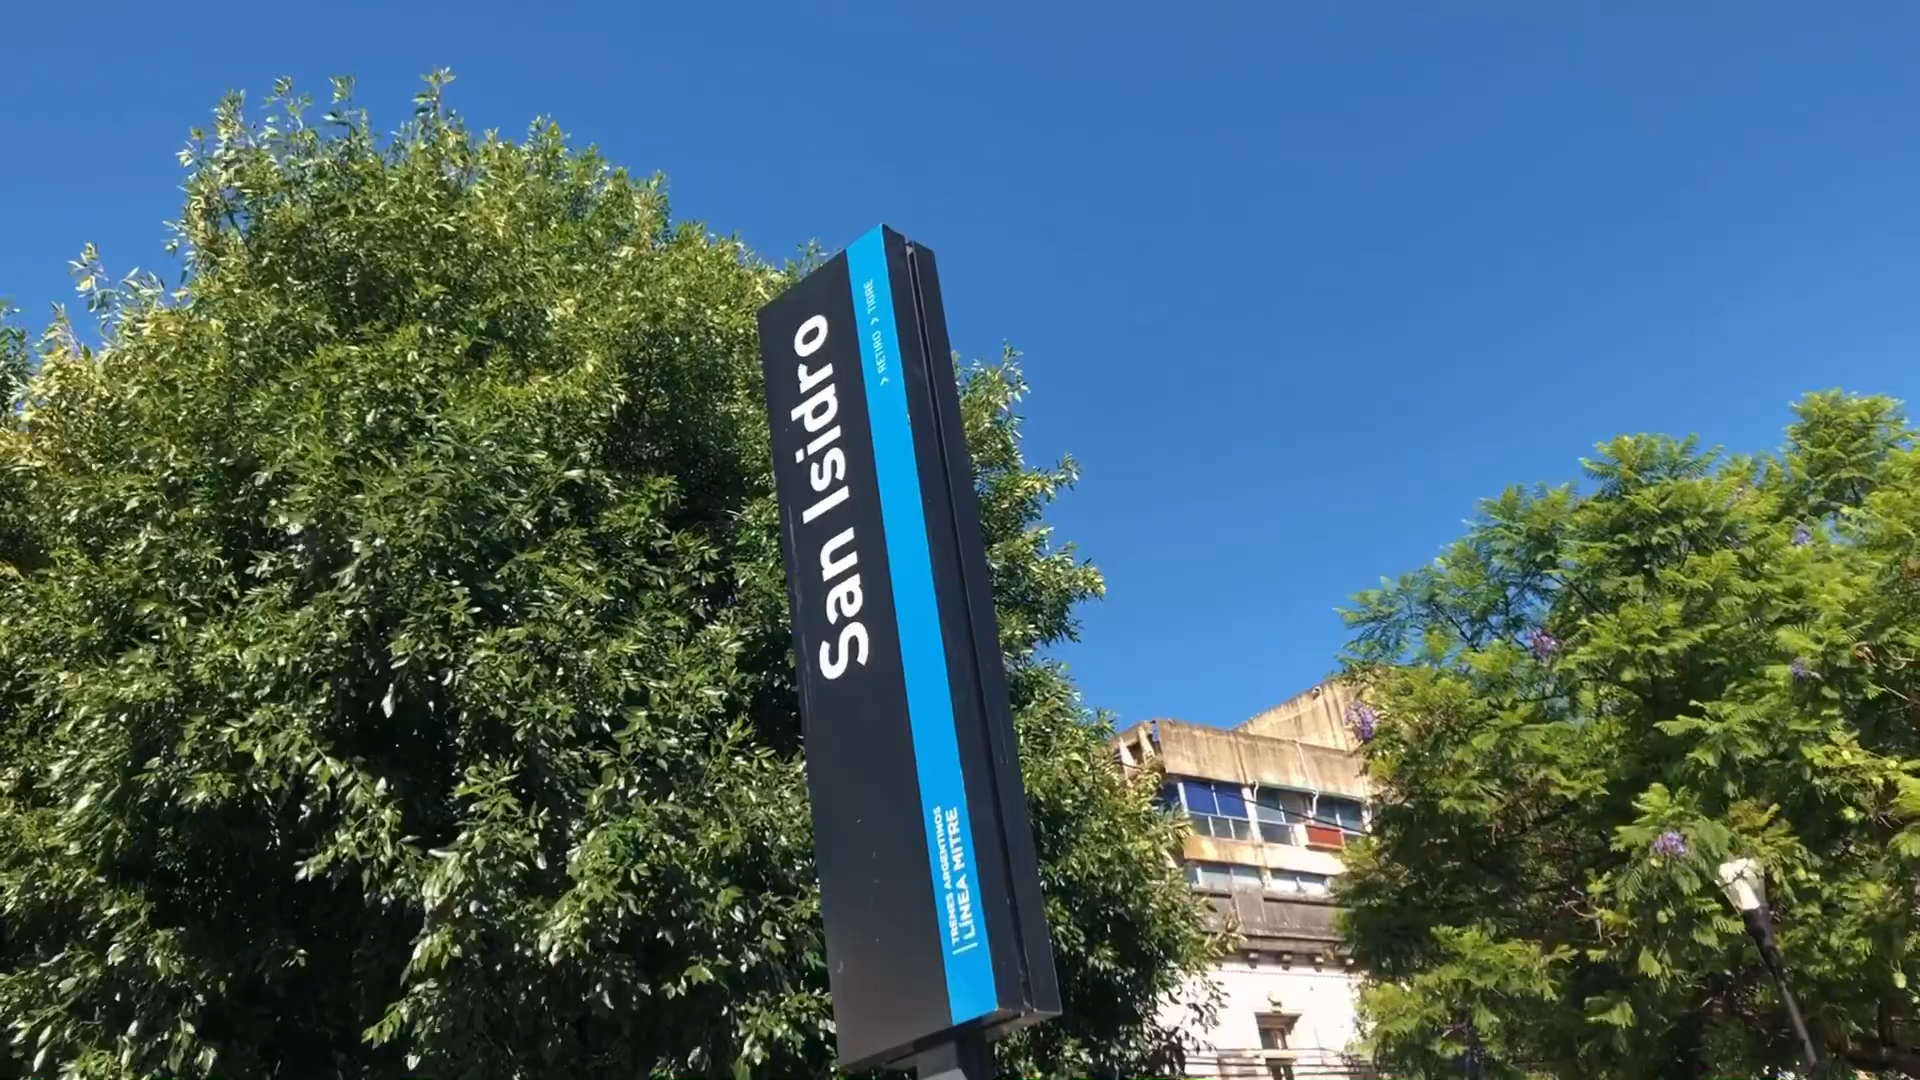 San Isidro
> RETIRO > TIGRE
TRENES ARGENTINOS
LÍNEA MITRE